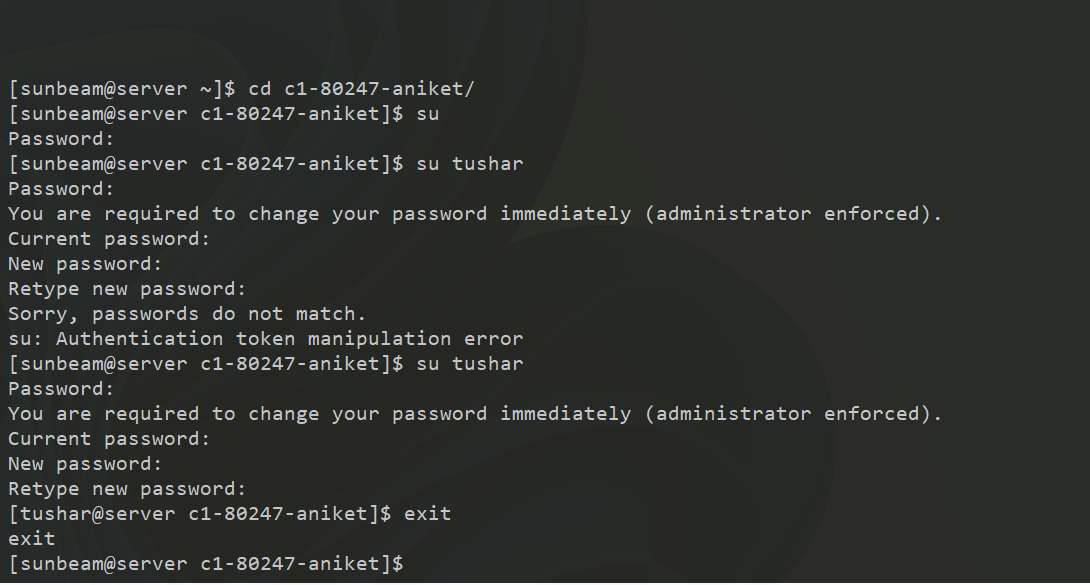 [sunbeam@server ~]$ cd c1-80247-aniket/
[sunbeam@server c1-80247-aniket]$ su
Password:
[sunbeam@server c1-80247-aniket]$ su tushar
Password:
You are required to change your password immediately (administrator enforced).
Current password:
New password:
Retype new password:
Sorry, passwords do not match.
su: Authentication token manipulation error
[sunbeam@server c1-80247-aniket]$ su tushar
Password:
You are required to change your password immediately (administrator enforced).
Current password:
New password:
Retype new password:
[tushar@server c1-80247-aniket]$ exit
exit
[sunbeam@server c1-80247-aniket]$